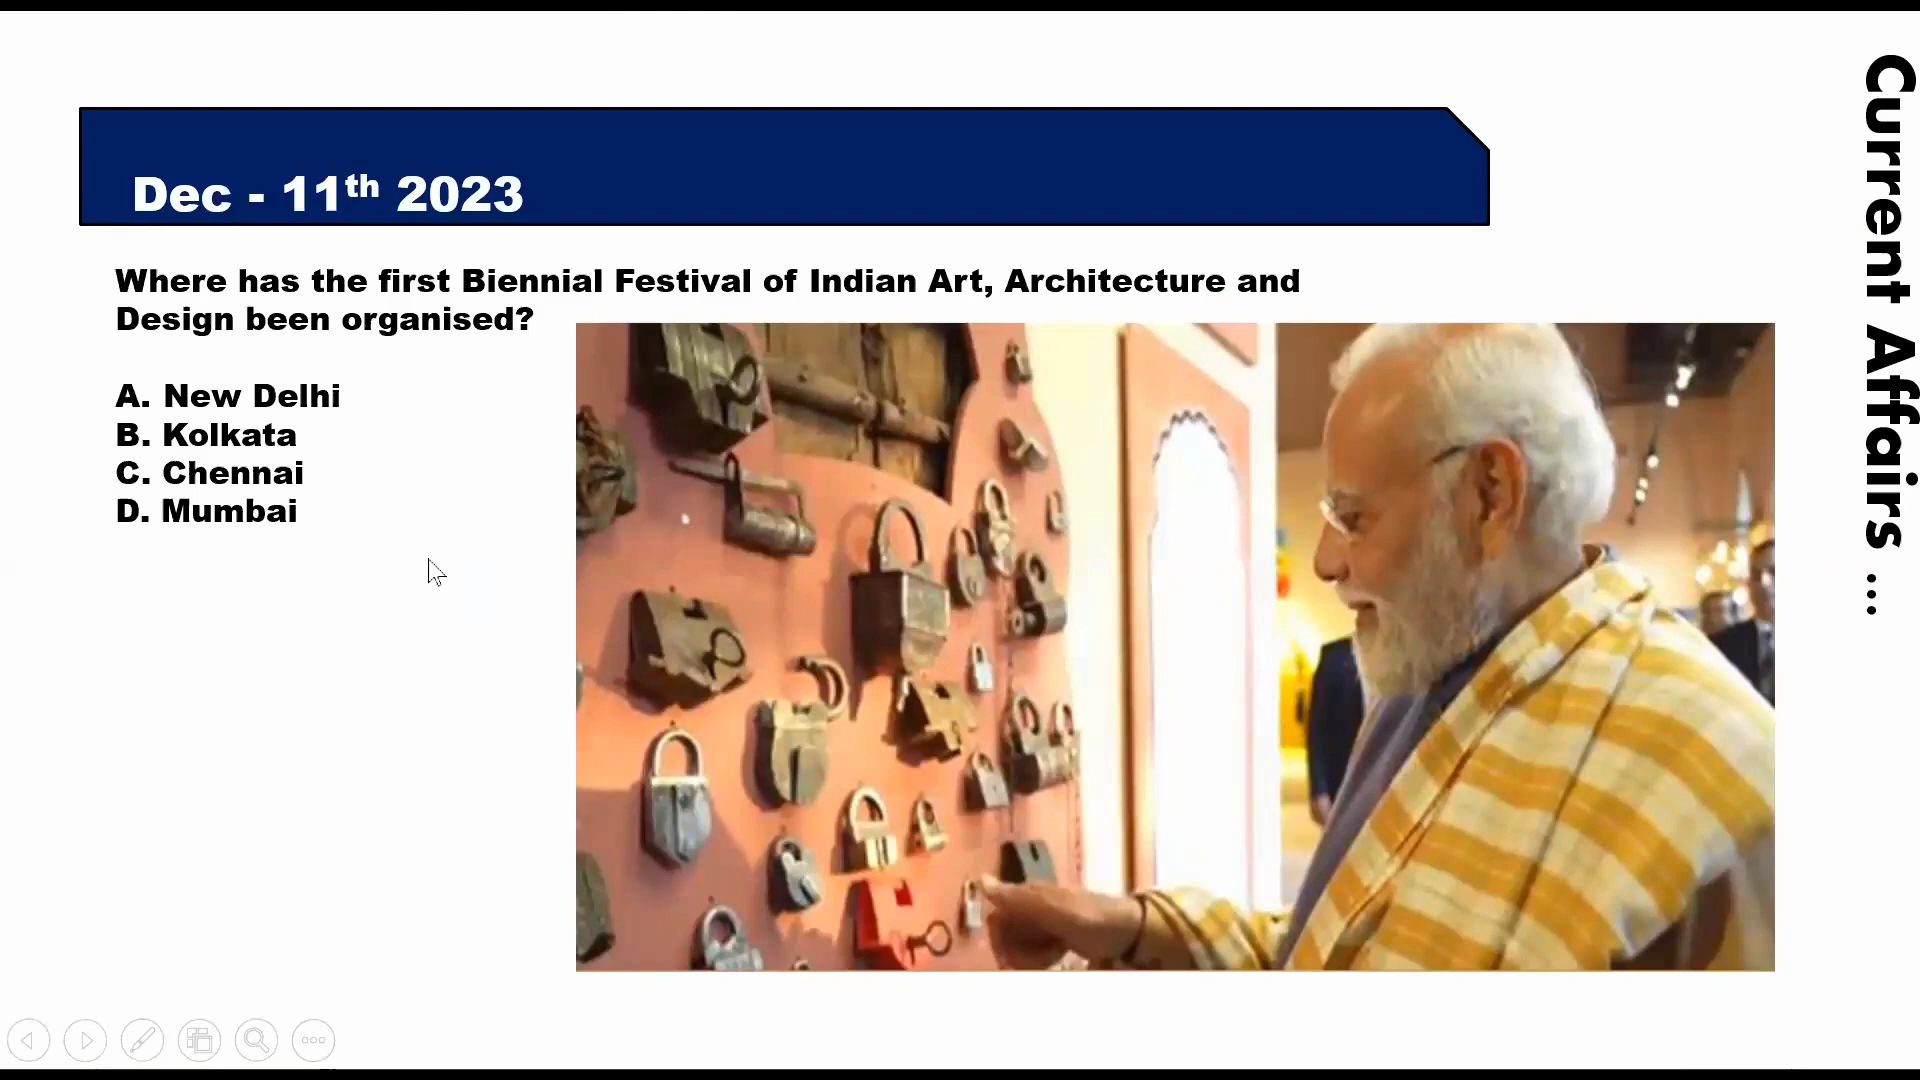 Dec - 11th 2023
Where has the first Biennial Festival of Indian Art, Architecture and
Design been organised?
A. New Delhi
B. Kolkata
C. Chennai
D. Mumbai
Current Affairs ...